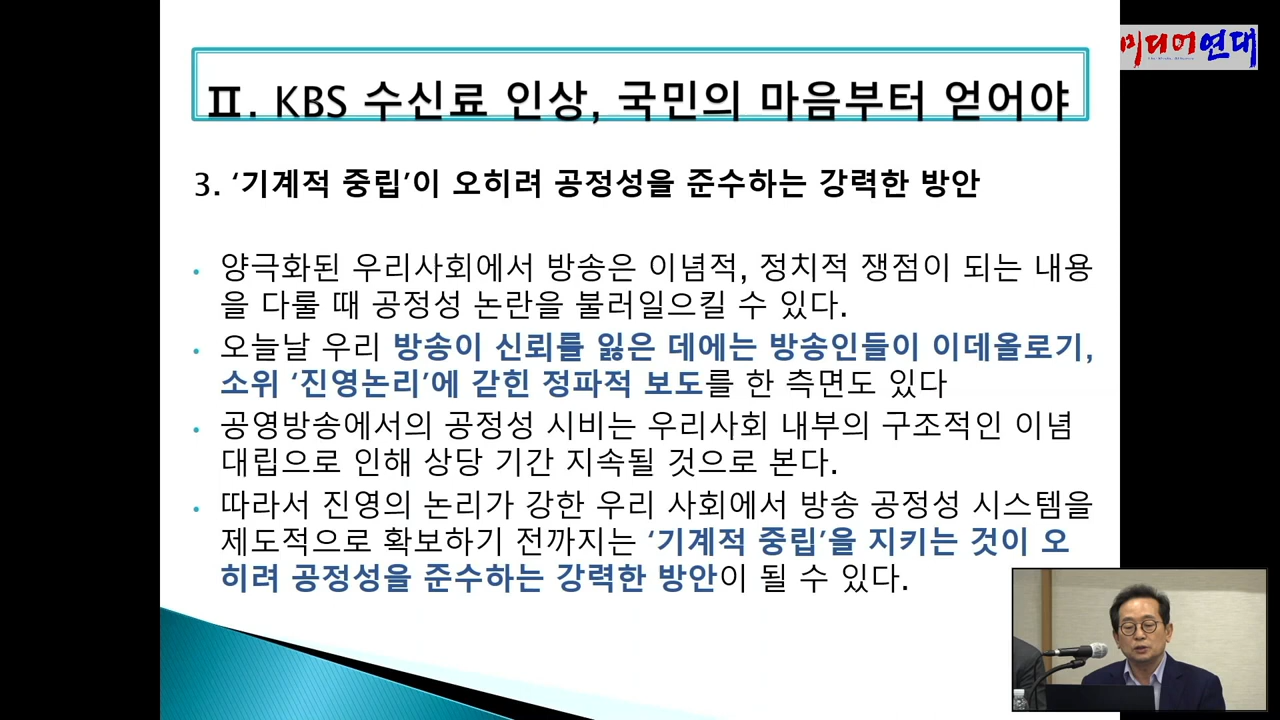 미디어연대
Ⅱ. KBS 수신료 인상, 국민의 마음부터 얻어야
3. ‘기계적 중립’이 오히려 공정성을 준수하는 강력한 방안
• 양극화된 우리사회에서 방송은 이념적, 정치적 쟁점이 되는 내용
을 다룰 때 공정성 논란을 불러일으킬 수 있다.
• 오늘날 우리 방송이 신뢰를 잃은 데에는 방송인들이 이데올로기,
소위 ‘진영논리’에 갇힌 정파적 보도를 한 측면도 있다
• 공영방송에서의 공정성 시비는 우리사회 내부의 구조적인 이념
대립으로 인해 상당 기간 지속될 것으로 본다.
• 따라서 진영의 논리가 강한 우리 사회에서 방송 공정성 시스템을
제도적으로 확보하기 전까지는 ‘기계적 중립’을 지키는 것이 오
히려 공정성을 준수하는 강력한 방안이 될 수 있다.